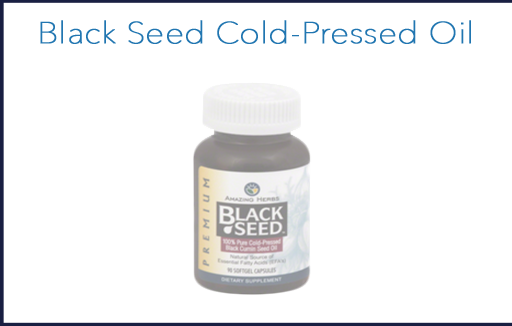 Black Seed Cold-Pressed Oil
PREMIUM
AMAZING HERBS
BLACK
SEED
100% Pure Cold-Pressed
Black Cumin Seed Oil
Natural Source of
Essential Fatty Acids
90 SOFTGEL CAPSULES
DIETARY SUPPLEMENT